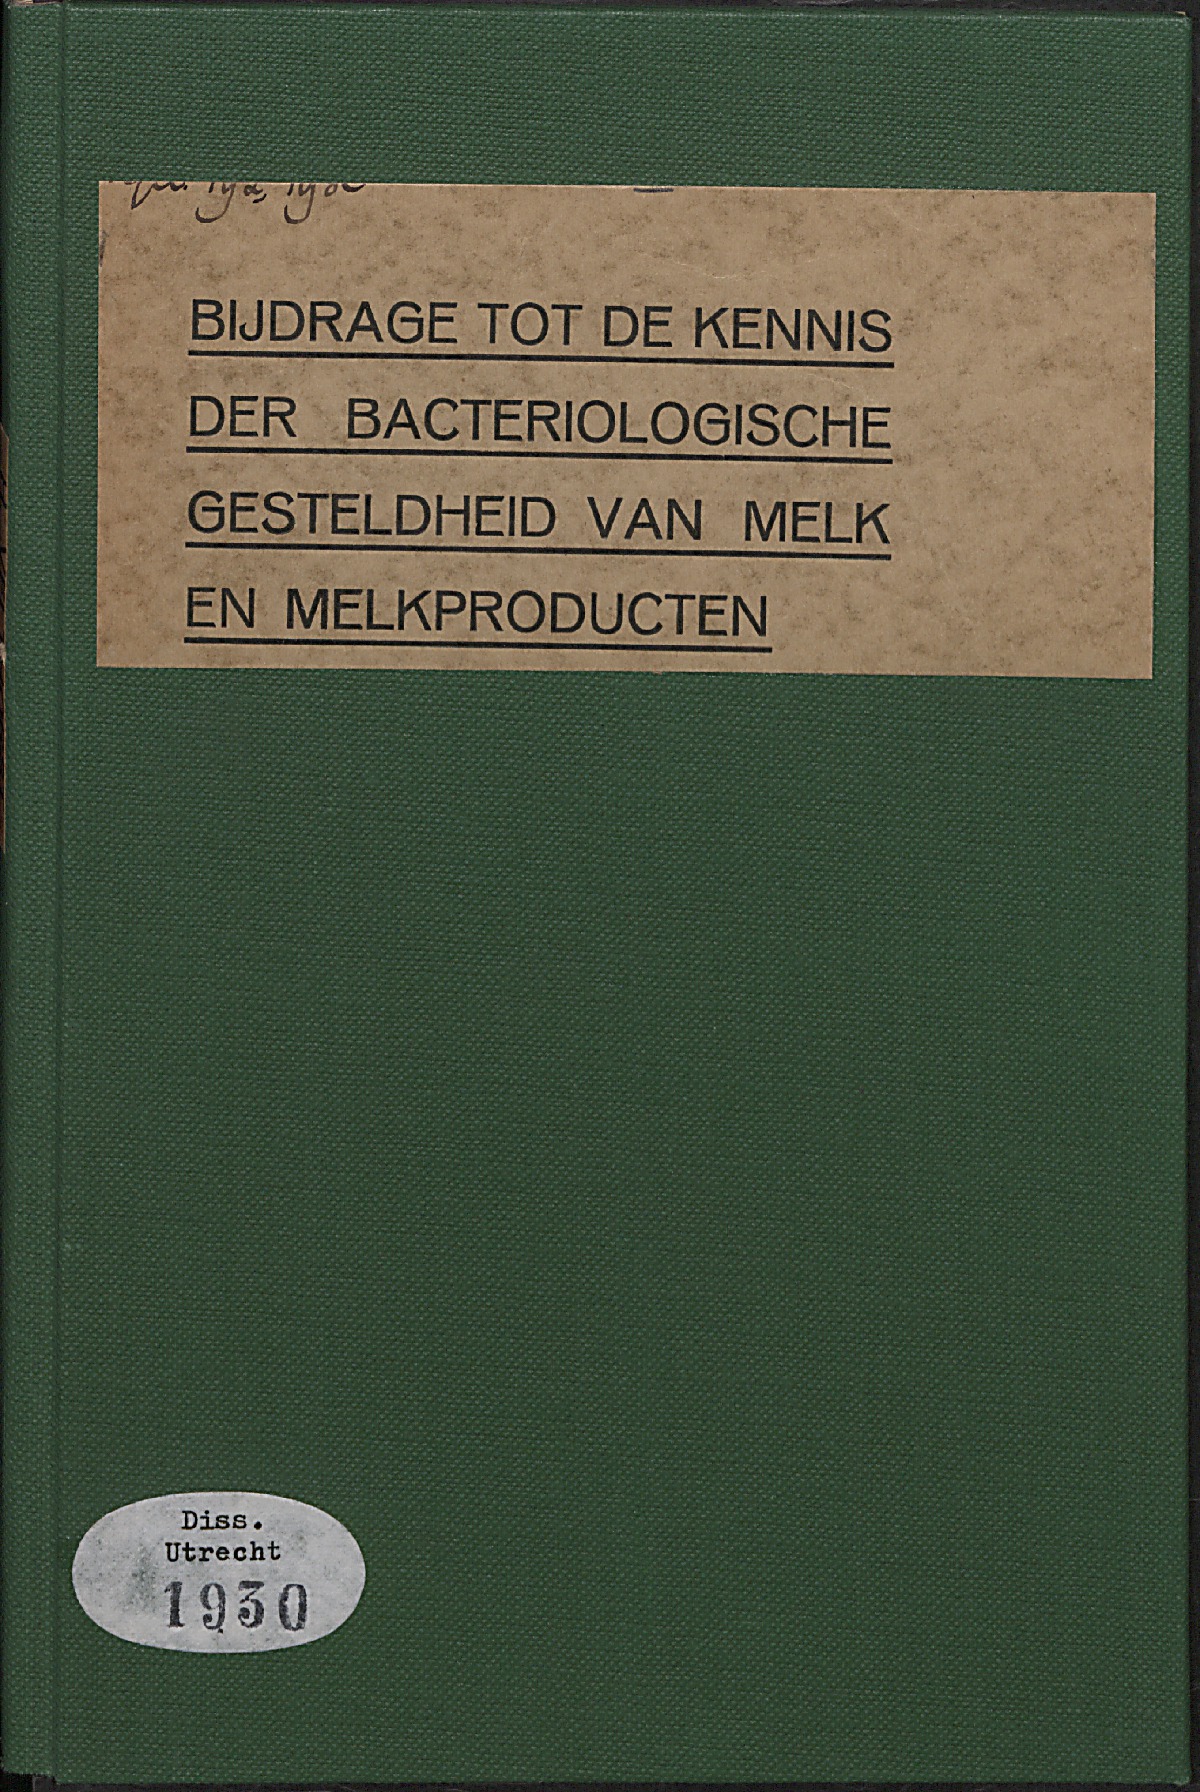 BIJDRAGE TOT DE KENNIS
DER BACTERIOLOGISCHE
GESTELDHEID VAN MELK
EN MELKPRODUCTEN
Diss.
Utrecht
1930